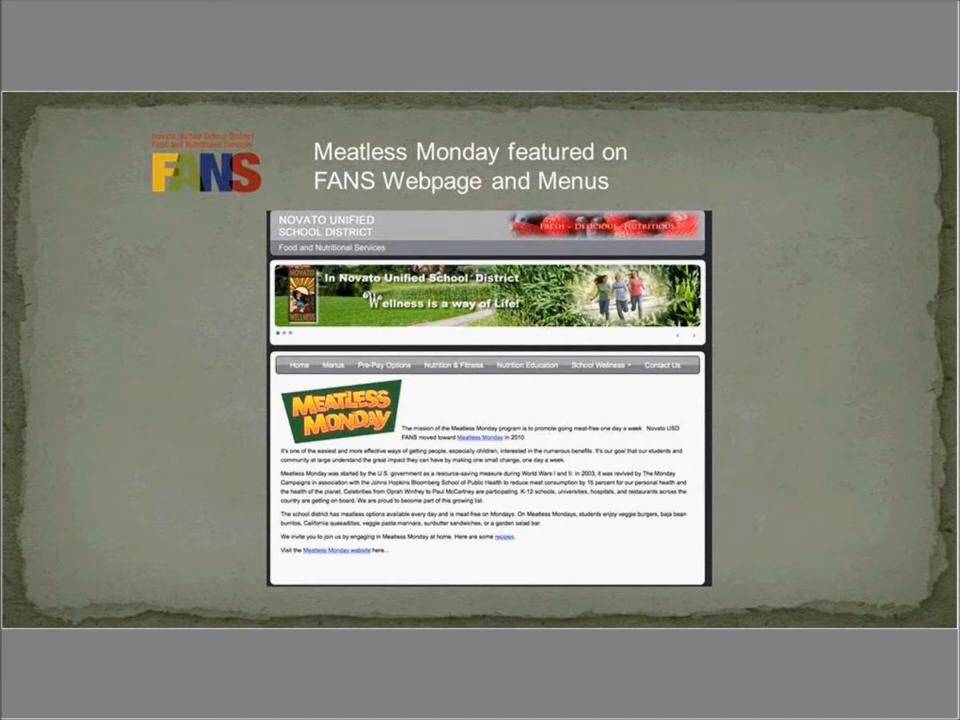 Novato Unified School District
Food and Nutritional Services
FANS
Meatless Monday featured on
FANS Webpage and Menus
NOVATO UNIFIED
SCHOOL DISTRICT
FRESH - DELICIOUS - NUTRITIOUS
Food and Nutritional Services
NOVATO
WELLNESS
In Novato Unified School District
Wellness is a way of Life!
Home Menus Pre-Pay Options Nutrition & Fitness Nutrition Education School Wellness Contact Us
MEATLESS
MONDAY
The mission of the Meatless Monday program is to promote going meat-free one day a week. Novato USD
FANS moved toward Meatless Monday in 2010.
It's one of the easiest and more effective ways of getting people, especially children, interested in the numerous benefits. It's our goal that our students and
community at large understand the great impact they can have by making one small change, one day a week.
Meatless Monday was started by the U.S. government as a resource-saving measure during World Wars I and II. In 2003, it was revived by The Monday
Campaigns in association with the Johns Hopkins Bloomberg School of Public Health to reduce meat consumption by 15 percent for our personal health and
the health of the planet. Celebrities from Oprah Winfrey to Paul McCartney are participating. K-12 schools, universities, hospitals, and restaurants across the
country are getting on board. We are proud to become part of this growing list.
The school district has meatless options available every day and is meat-free on Mondays. On Meatless Mondays, students enjoy veggie burgers, baja bean
burritos, California quesadillas, veggie pasta marinara, sunbutter sandwiches, or a garden salad bar.
We invite you to join us by engaging in Meatless Monday at home. Here are some recipes.
Visit the Meatless Monday website here...